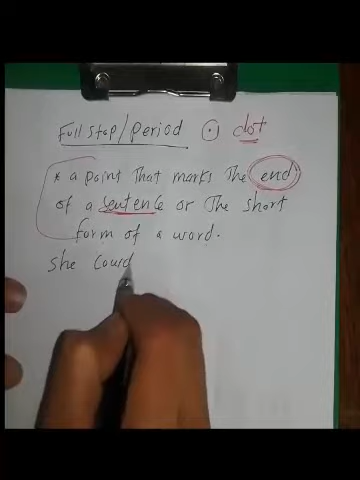 Full stop/period . dot
* a point that marks the end
of a sentence or the short
form of a word.
she could